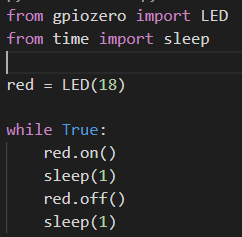 from gpiozero import LED
from time import sleep

red = LED(18)

while True:
    red.on()
    sleep(1)
    red.off()
    sleep(1)